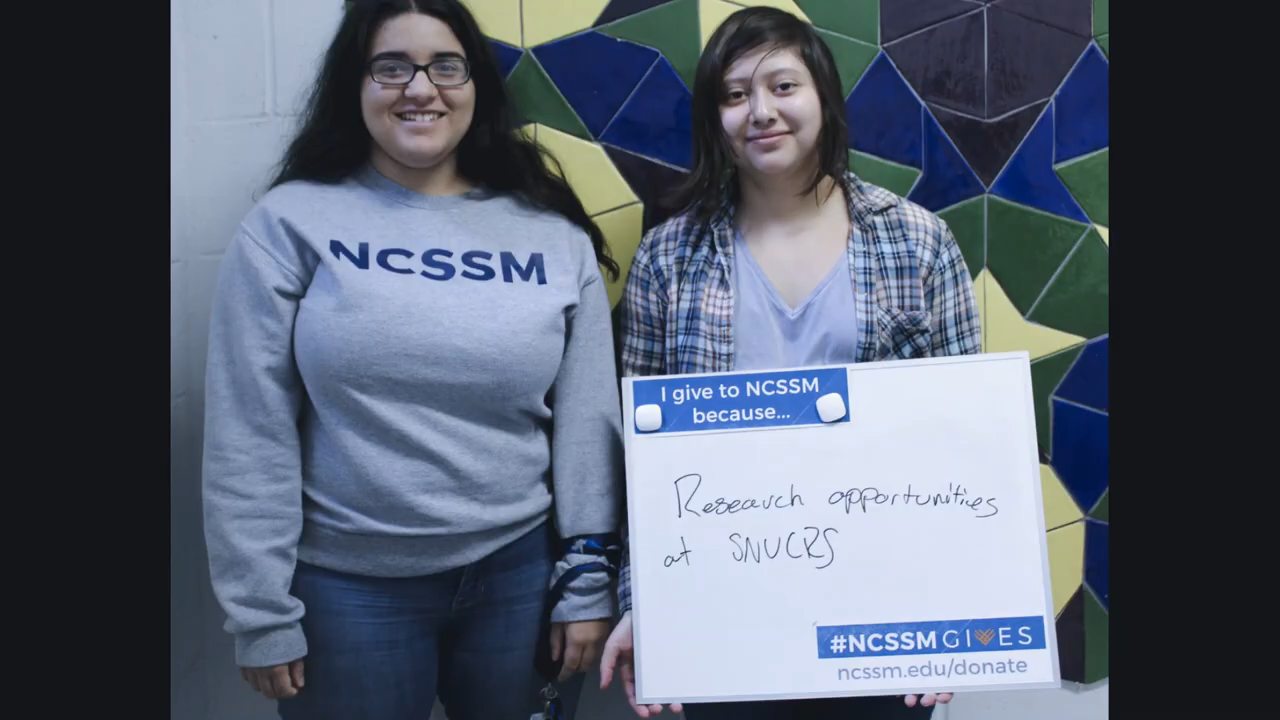 NCSSM
I give to NCSSM
because...
Research opportunities
at SNUCRS
#NCSSMGIVES
ncssm.edu/donate